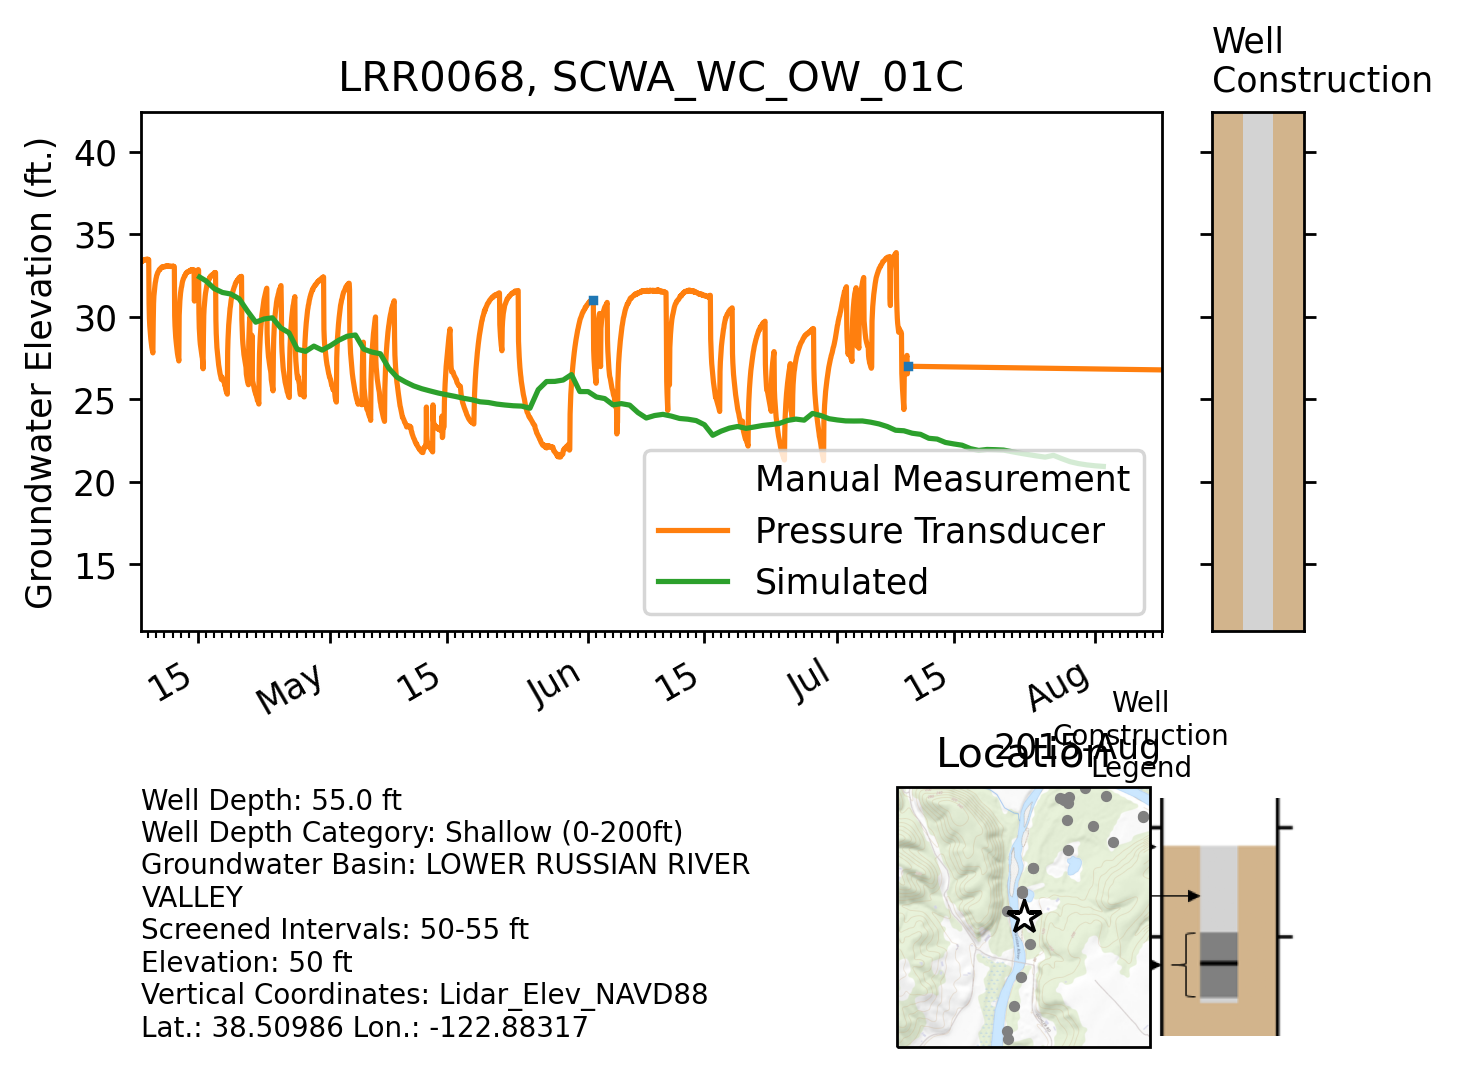 Well
Construction
LRR0068, SCWA_WC_OW_01C
Groundwater Elevation (ft.)
40
35
30
25
20
15
Manual Measurement
Pressure Transducer
Simulated
15
May
15
Jun
15
Jul
15
Aug
2015-Aug
Location
Well
Construction
Legend
Well Depth: 55.0 ft
Well Depth Category: Shallow (0-200ft)
Groundwater Basin: LOWER RUSSIAN RIVER
VALLEY
Screened Intervals: 50-55 ft
Elevation: 50 ft
Vertical Coordinates: Lidar_Elev_NAVD88
Lat.: 38.50986 Lon.: -122.88317